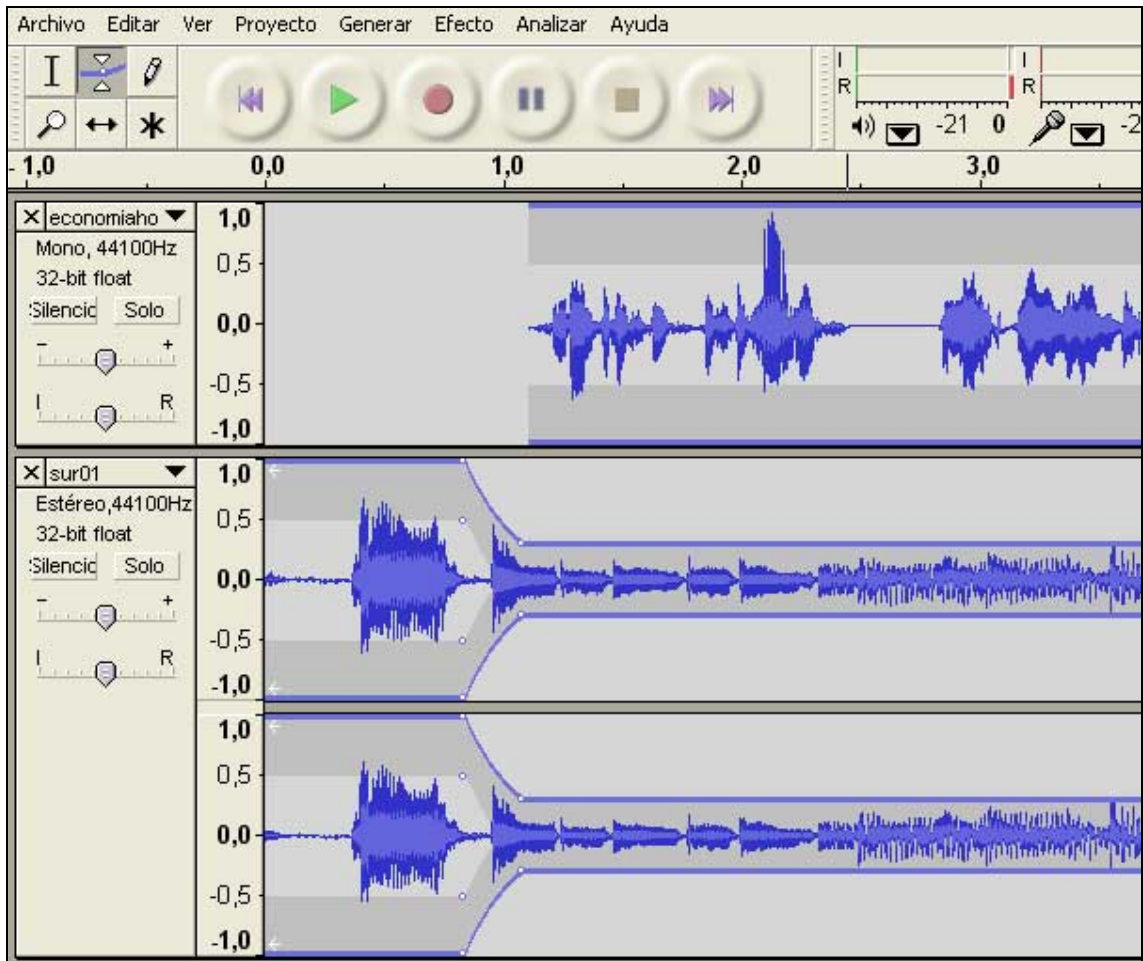 Archivo Editar Ver Proyecto Generar Efecto Analizar Ayuda
I
R
-21 0
I
R
-2
- 1,0 0,0 1,0 2,0 3,0
X economiaho
Mono, 44100Hz
32-bit float
Silencio Solo
- +
I R
1,0
0,5
0,0
-0,5
-1,0
X sur01
Estéreo,44100Hz
32-bit float
Silencio Solo
- +
I R
1,0
0,5
0,0
-0,5
-1,0
1,0
0,5
0,0
-0,5
-1,0